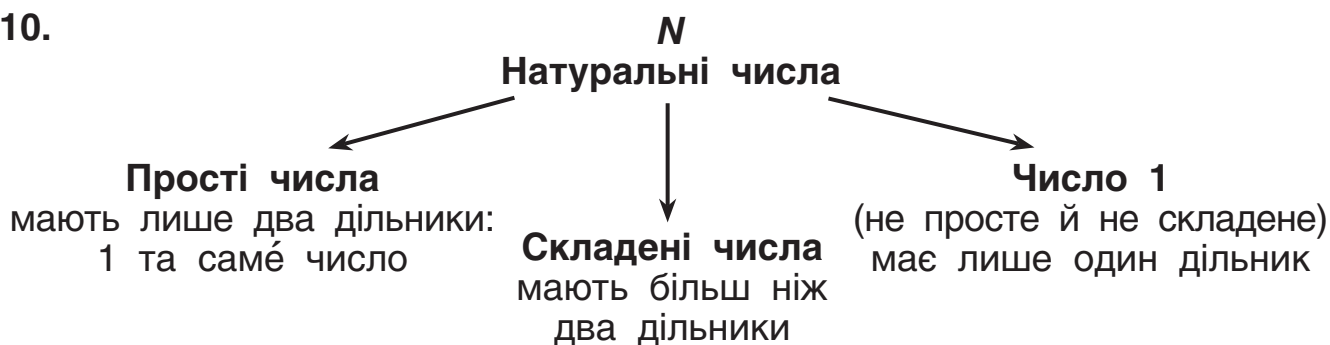 10.
N
Натуральні числа
Прості числа
мають лише два дільники:
1 та саме́ число
Складені числа
мають більш ніж
два дільники
Число 1
(не просте й не складене)
має лише один дільник